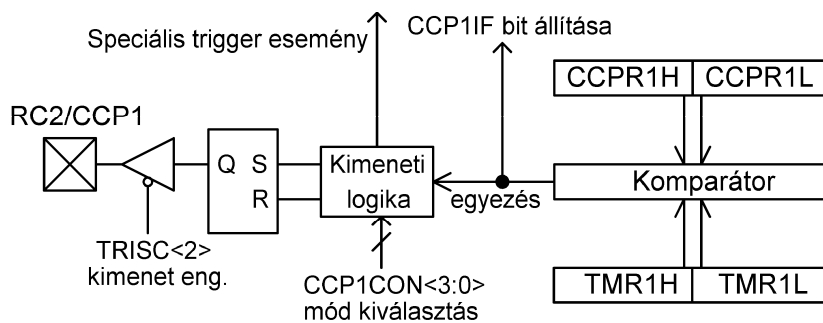 Speciális trigger esemény
CCP1IF bit állítása
CCPR1H CCPR1L
RC2/CCP1
Q S
R
Kimeneti
logika
egyezés
Komparátor
TRISC<2>
kimenet eng.
CCP1CON<3:0>
mód kiválasztás
TMR1H TMR1L